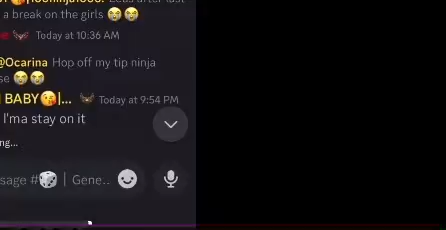 a break on the girls 😭😭
Today at 10:36 AM
@Ocarina Hop off my tip ninja
se 😭😭
BABY😘|... Today at 9:54 PM
I'ma stay on it
ng...
sage #🎲 | Gene..